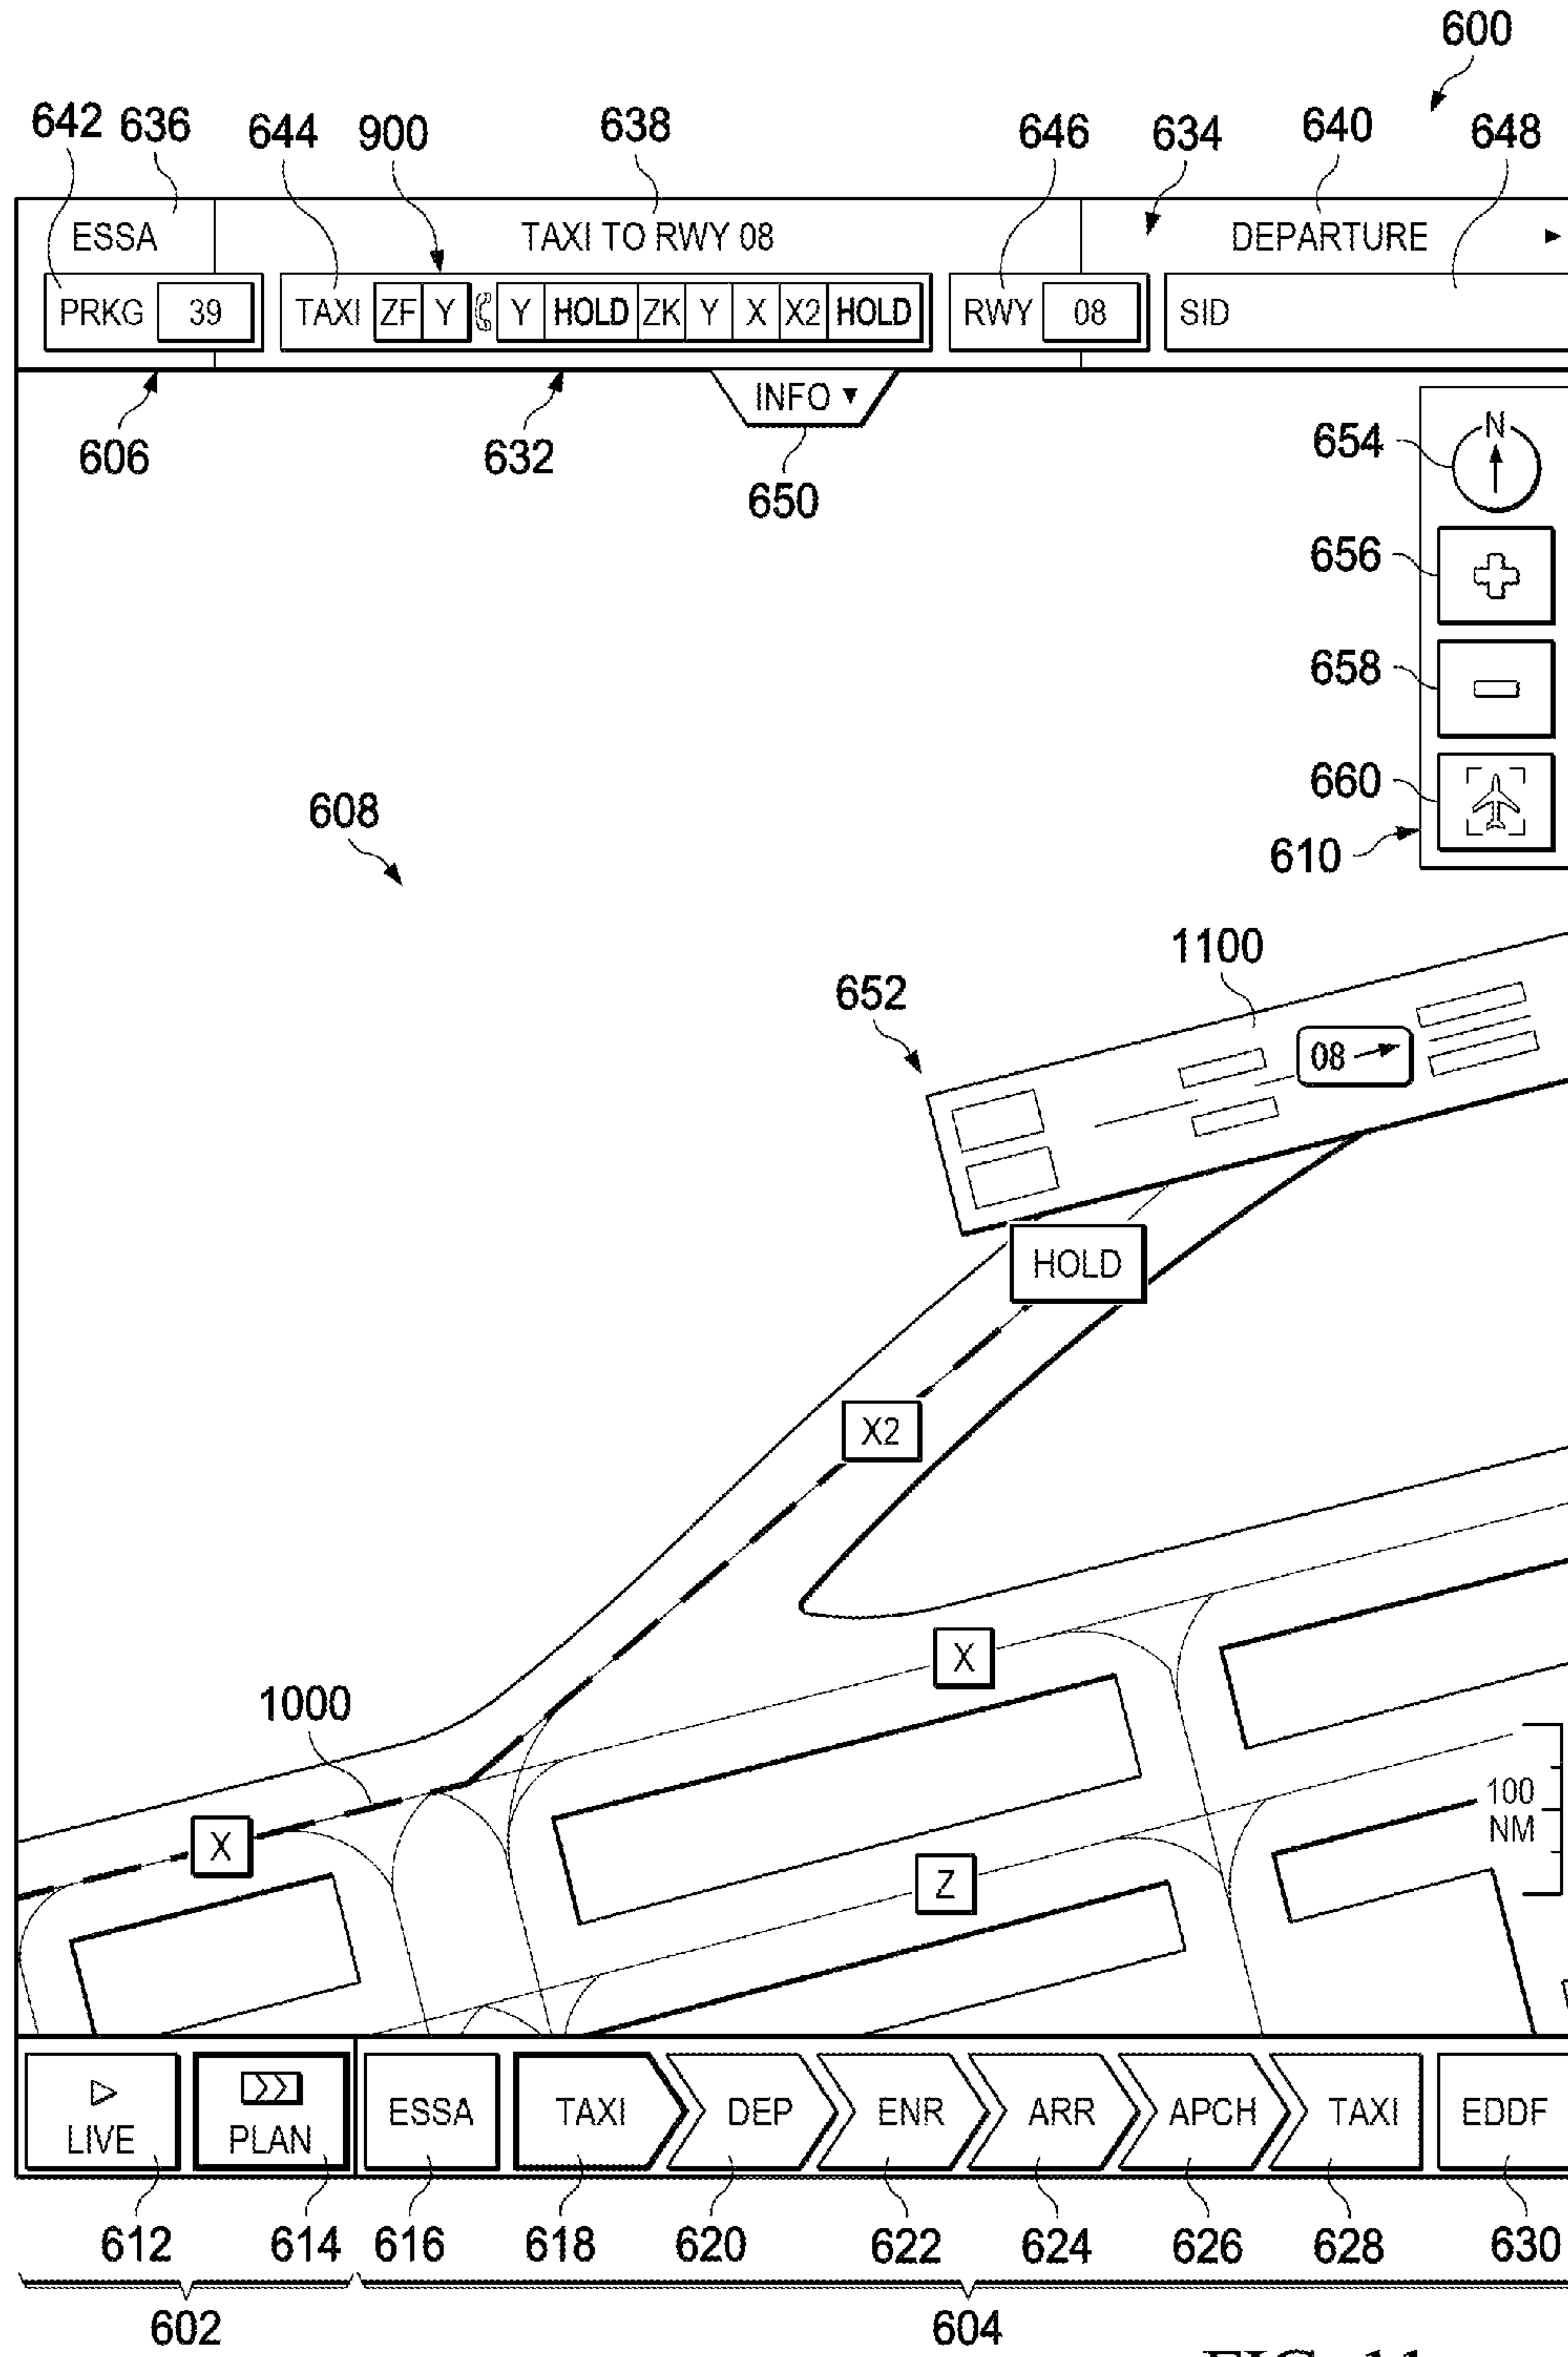 600
642 636 644 900 638 646 634 640 648
ESSA TAXI TO RWY 08 DEPARTURE ►
PRKG 39 TAXI ZF Y Y HOLD ZK Y X X2 HOLD RWY 08 SID
INFO ▼
606 632 650
N
654
656
658
660
610
608
1100
652
08
HOLD
X2
X
1000
X
100
NM
Z
LIVE PLAN ESSA TAXI DEP ENR ARR APCH TAXI EDDF
612 614 616 618 620 622 624 626 628 630
602 604